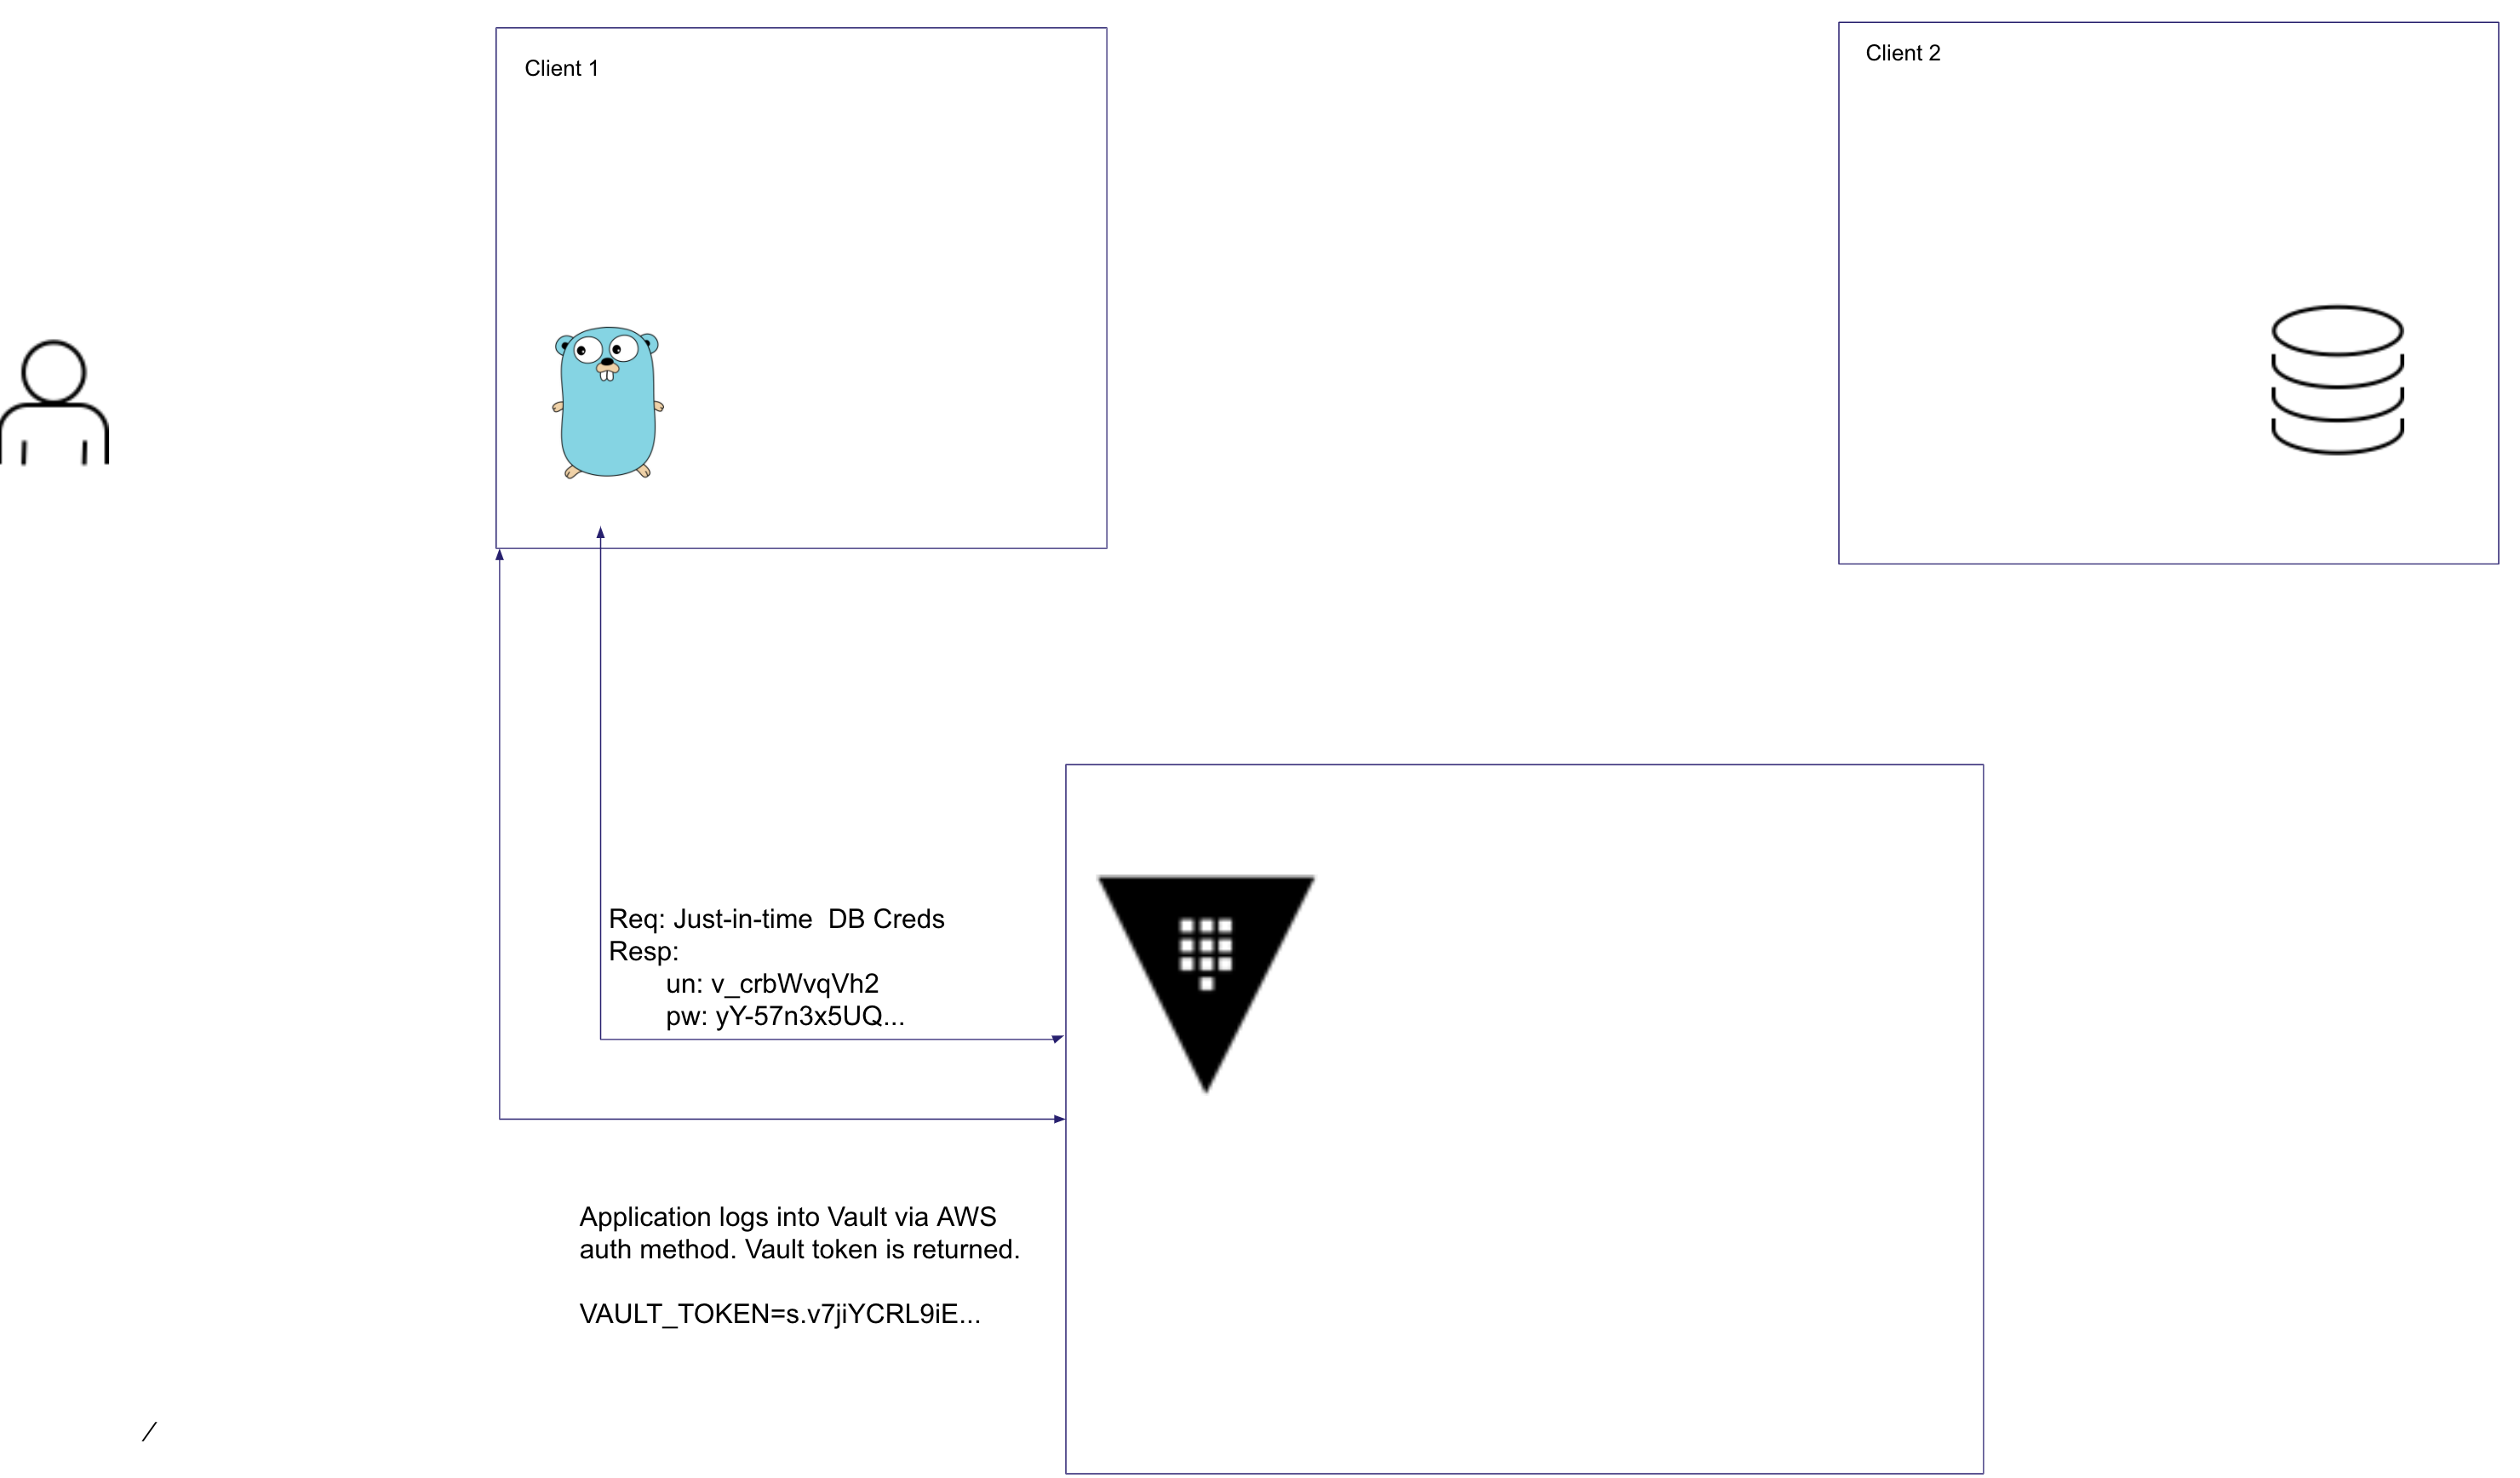 Client 1
Client 2
Req: Just-in-time  DB Creds
Resp:
un: v_crbWvqVh2
pw: yY-57n3x5UQ...
Application logs into Vault via AWS
auth method. Vault token is returned.
VAULT_TOKEN=s.v7jiYCRL9iE...
/